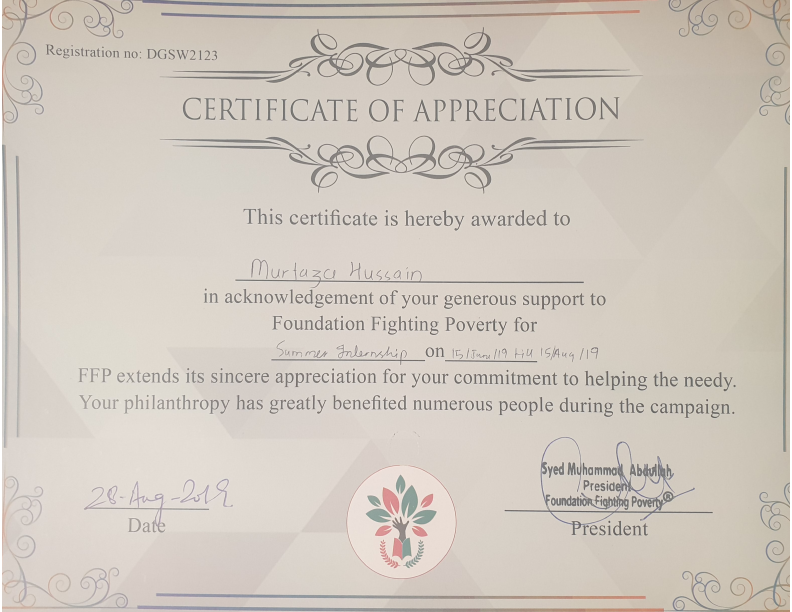 Registration no: DGSW2123
CERTIFICATE OF APPRECIATION
This certificate is hereby awarded to
Murtaza Hussain
in acknowledgement of your generous support to
Foundation Fighting Poverty for
Summer Internship on 15/June/19 till 15/Aug/19
FFP extends its sincere appreciation for your commitment to helping the needy.
Your philanthropy has greatly benefited numerous people during the campaign.
28-Aug-2019
Date
Syed Muhammad Abdullah
President
Foundation Fighting Poverty®
President